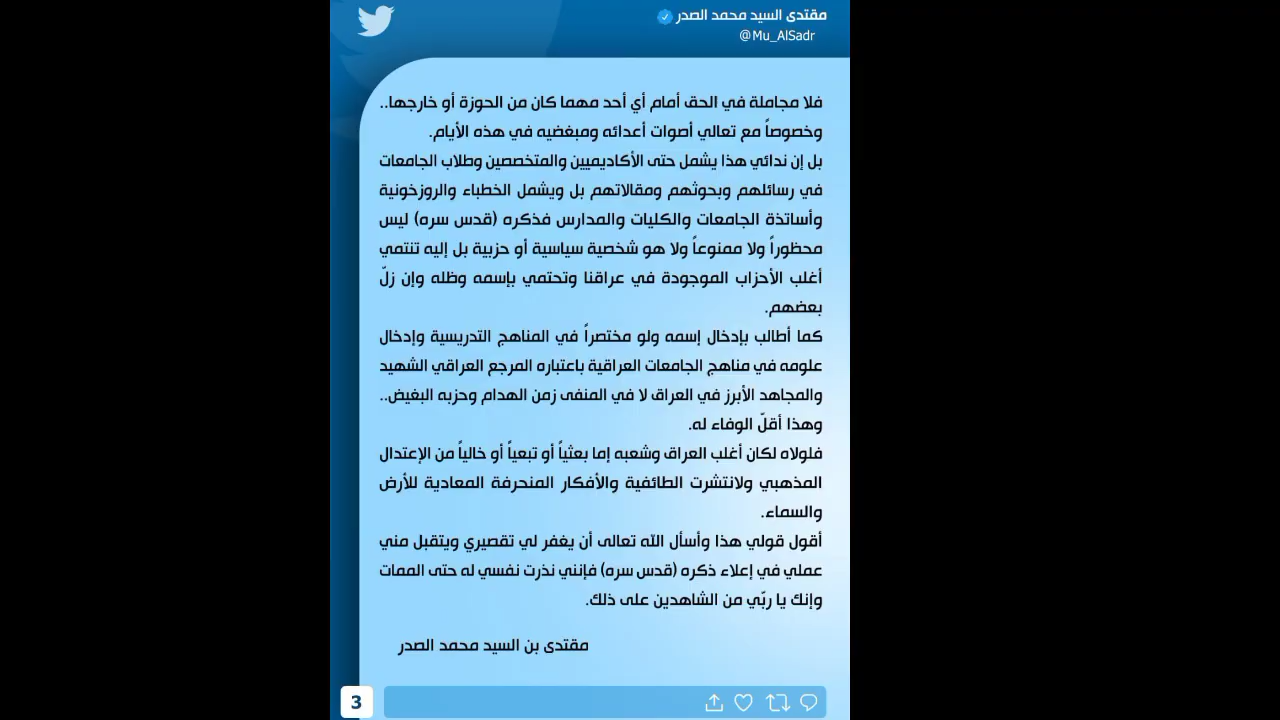 مقتدى السيد محمد الصدر
@Mu_AlSadr
فلا مجاملة في الحق أمام أي أحد مهما كان من الحوزة أو خارجها..
وخصوصاً مع تعالي أصوات أعدائه ومبغضيه في هذه الأيام.
بل إن ندائي هذا يشمل حتى الأكاديميين والمتخصصين وطلاب الجامعات
في رسائلهم وبحوثهم ومقالاتهم بل ويشمل الخطباء والروزخونية
وأساتذة الجامعات والكليات والمدارس فذكره (قدس سره) ليس
محظوراً ولا ممنوعاً ولا هو شخصية سياسية أو حزبية بل إليه تنتمي
أغلب الأحزاب الموجودة في عراقنا وتحتمي بإسمه وظله وإن زلّ
بعضهم.
كما أطالب بإدخال إسمه ولو مختصراً في المناهج التدريسية وإدخال
علومه في مناهج الجامعات العراقية باعتباره المرجع العراقي الشهيد
والمجاهد الأبرز في العراق لا في المنفى زمن الهدام وحزبه البغيض..
وهذا أقلّ الوفاء له.
فلولاه لكان أغلب العراق وشعبه إما بعثياً أو تبعياً أو خالياً من الإعتدال
المذهبي ولانتشرت الطائفية والأفكار المنحرفة المعادية للأرض
والسماء.
أقول قولي هذا وأسأل الله تعالى أن يغفر لي تقصيري ويتقبل مني
عملي في إعلاء ذكره (قدس سره) فإنني نذرت نفسي له حتى الممات
وإنك يا ربّي من الشاهدين على ذلك.
مقتدى بن السيد محمد الصدر
3